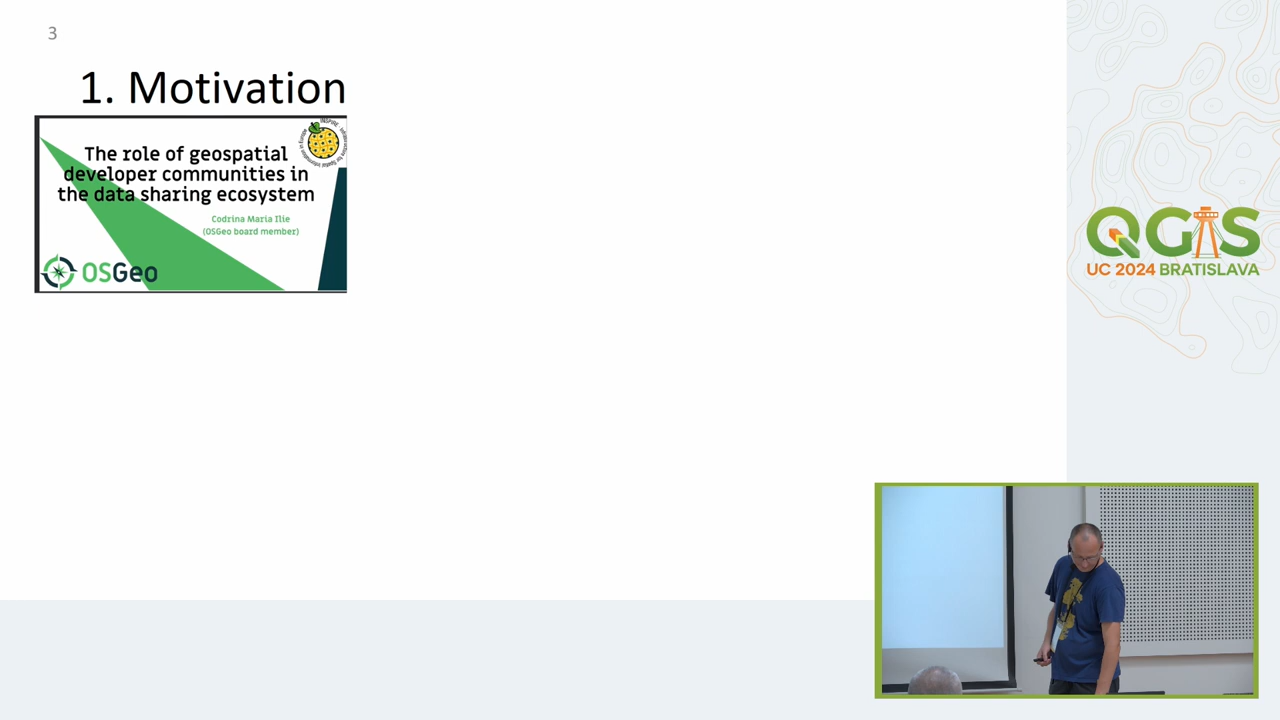 3
1. Motivation
INSPIRE
The role of geospatial
developer communities in
the data sharing ecosystem
Codrina Maria Ilie
(OSGeo board member)
OSGeo
QGIS
UC 2024 BRATISLAVA